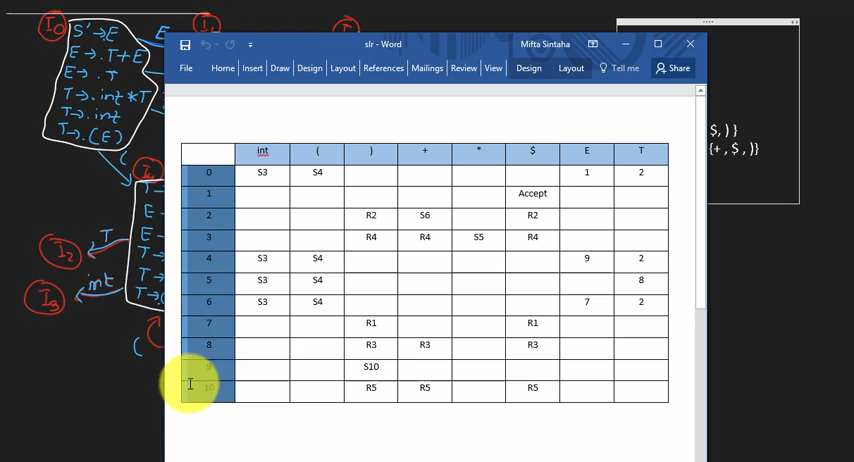 I0
S' → .E
E → .T+E
E → .T
T → .int *T
T → .int
T → .(E)
E
(
T
I2
int
I3
(
slr - Word
Mifta Sintaha
File Home Insert Draw Design Layout References Mailings Review View Design Layout Tell me Share
$,)}
{+,$,)}
int ( ) + * $ E T
0 S3 S4 1 2
1 Accept
2 R2 S6 R2
3 R4 R4 S5 R4
4 S3 S4 9 2
5 S3 S4 8
6 S3 S4 7 2
7 R1 R1
8 R3 R3 R3
9 S10
10 R5 R5 R5